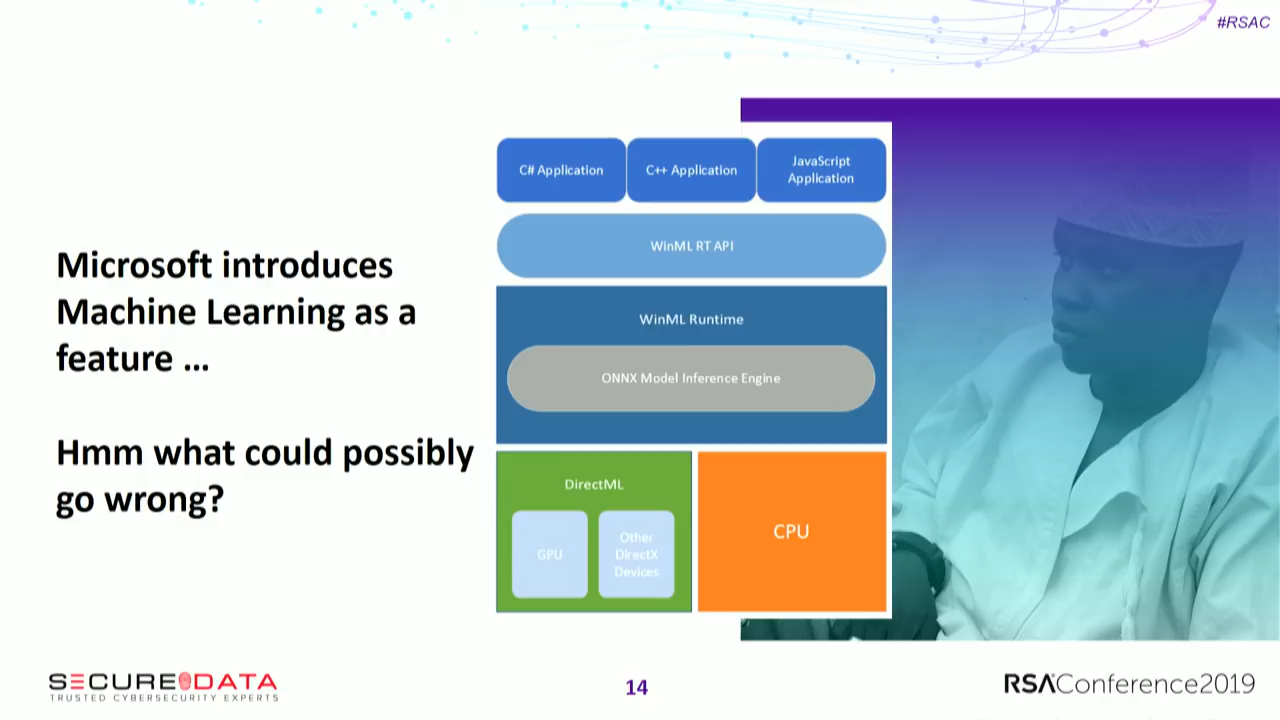 #RSAC
Microsoft introduces
Machine Learning as a
feature ...
Hmm what could possibly
go wrong?
C# Application
C++ Application
JavaScript
Application
WinML RT API
WinML Runtime
ONNX Model Inference Engine
DirectML
GPU
Other
DirectX
Devices
CPU
SECUREDATA
TRUSTED CYBERSECURITY EXPERTS
14
RSAConference2019